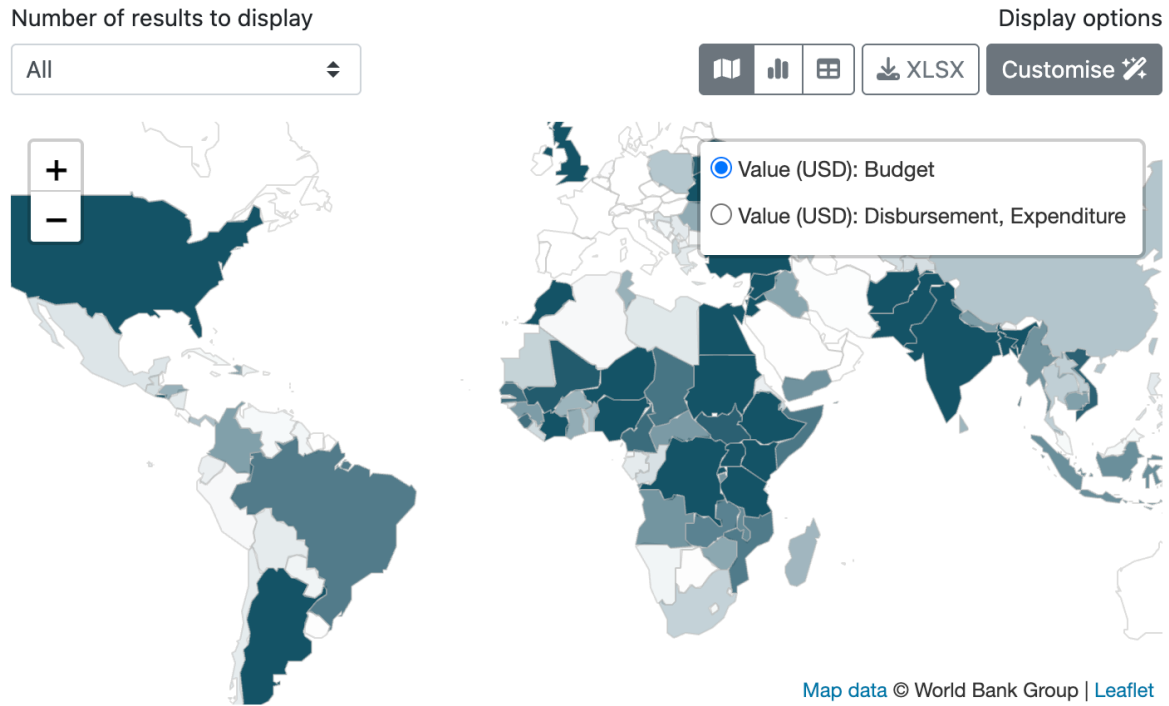 Number of results to display
Display options
All
XLSX
Customise
+
−
Value (USD): Budget
Value (USD): Disbursement, Expenditure
Map data © World Bank Group | Leaflet